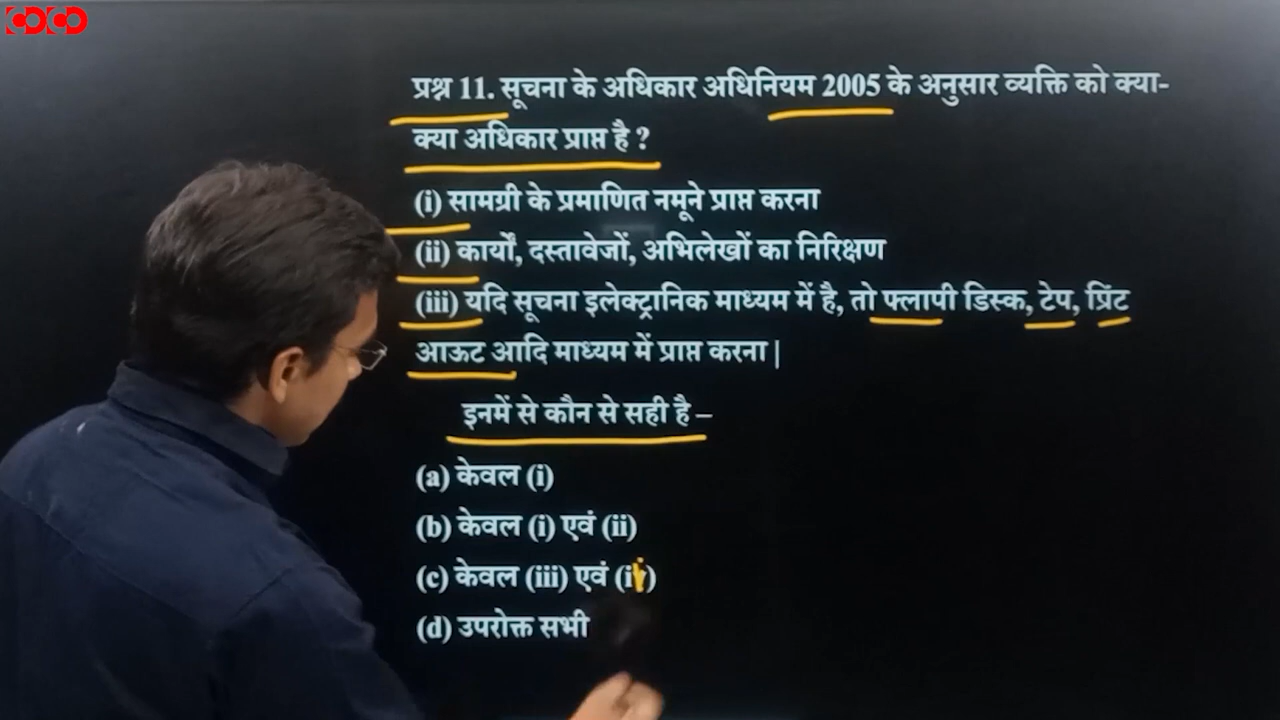 COCO
प्रश्न 11. सूचना के अधिकार अधिनियम 2005 के अनुसार व्यक्ति को क्या-
क्या अधिकार प्राप्त है ?
(i) सामग्री के प्रमाणित नमूने प्राप्त करना
(ii) कार्यों, दस्तावेजों, अभिलेखों का निरिक्षण
(iii) यदि सूचना इलेक्ट्रानिक माध्यम में है, तो फ्लापी डिस्क, टेप, प्रिंट
आऊट आदि माध्यम में प्राप्त करना |
इनमें से कौन से सही है –
(a) केवल (i)
(b) केवल (i) एवं (ii)
(c) केवल (iii) एवं
(d) उपरोक्त सभी